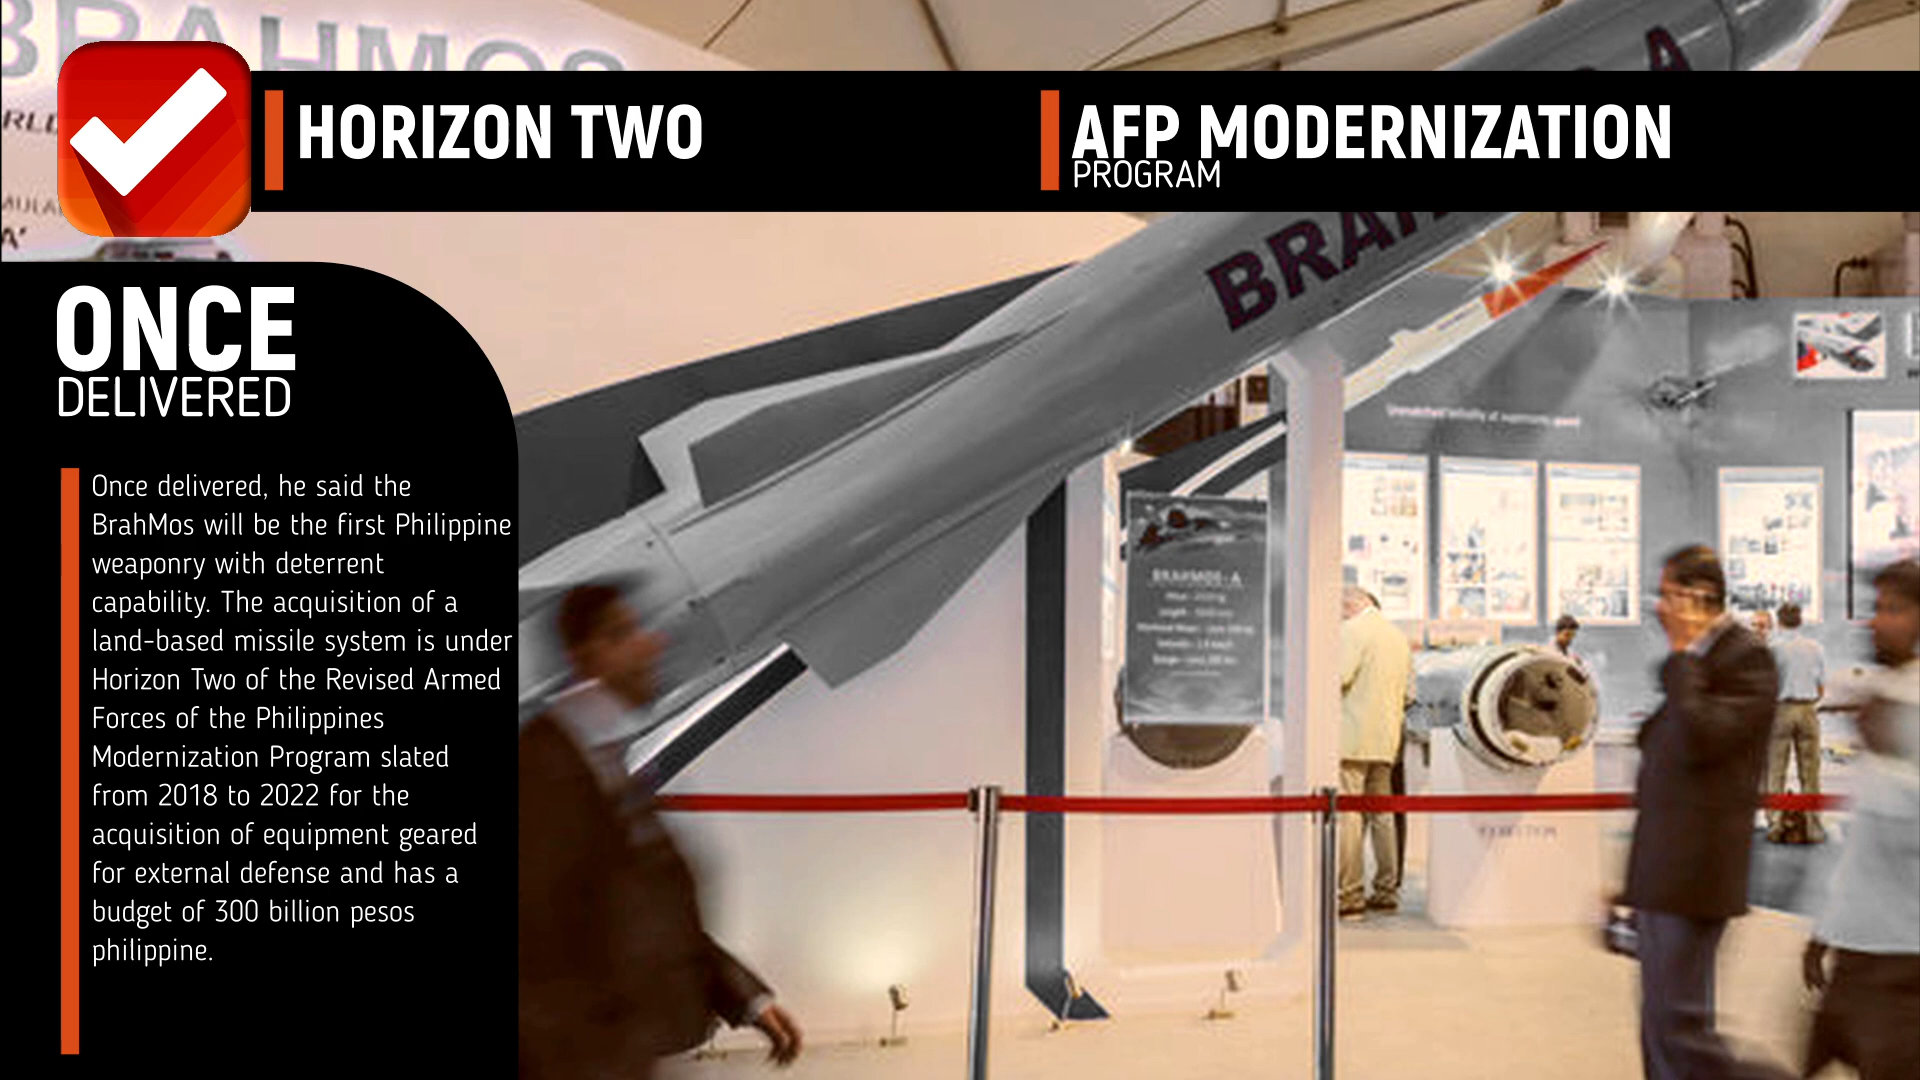 BRAHMOS
HORIZON TWO
AFP MODERNIZATION
PROGRAM
ONCE
DELIVERED
Once delivered, he said the
BrahMos will be the first Philippine
weaponry with deterrent
capability. The acquisition of a
land-based missile system is under
Horizon Two of the Revised Armed
Forces of the Philippines
Modernization Program slated
from 2018 to 2022 for the
acquisition of equipment geared
for external defense and has a
budget of 300 billion pesos
philippine.
BRAH
A
BRAHMOS-A